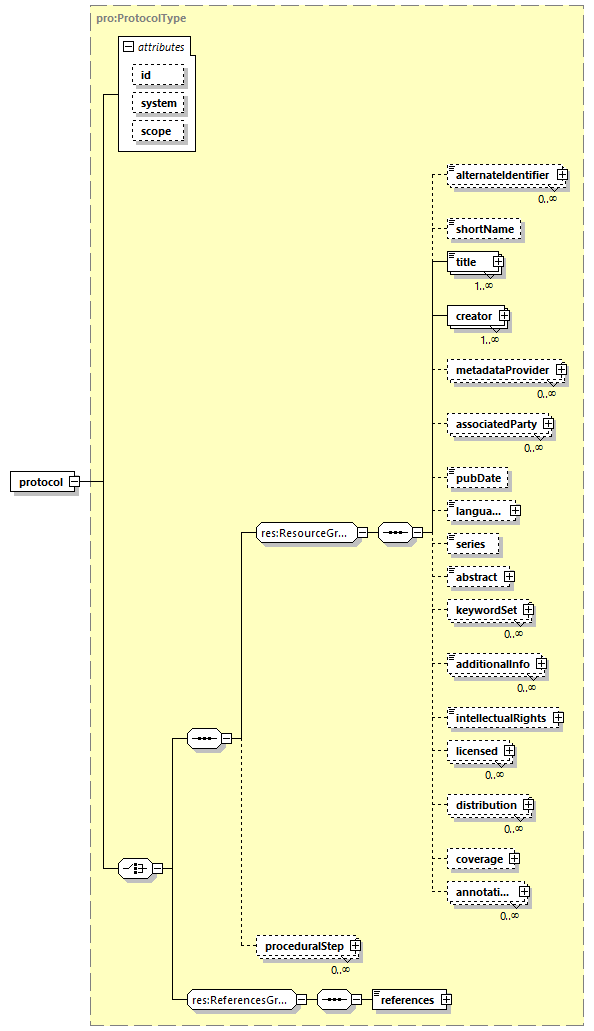 pro:ProtocolType
attributes
id
system
scope
alternateIdentifier
0..∞
shortName
title
1..∞
creator
1..∞
metadataProvider
0..∞
associatedParty
0..∞
pubDate
langua...
series
abstract
keywordSet
0..∞
additionalInfo
0..∞
intellectualRights
licensed
0..∞
distribution
0..∞
coverage
annotati...
0..∞
protocol
res:ResourceGr...
proceduralStep
0..∞
res:ReferencesGr...
references